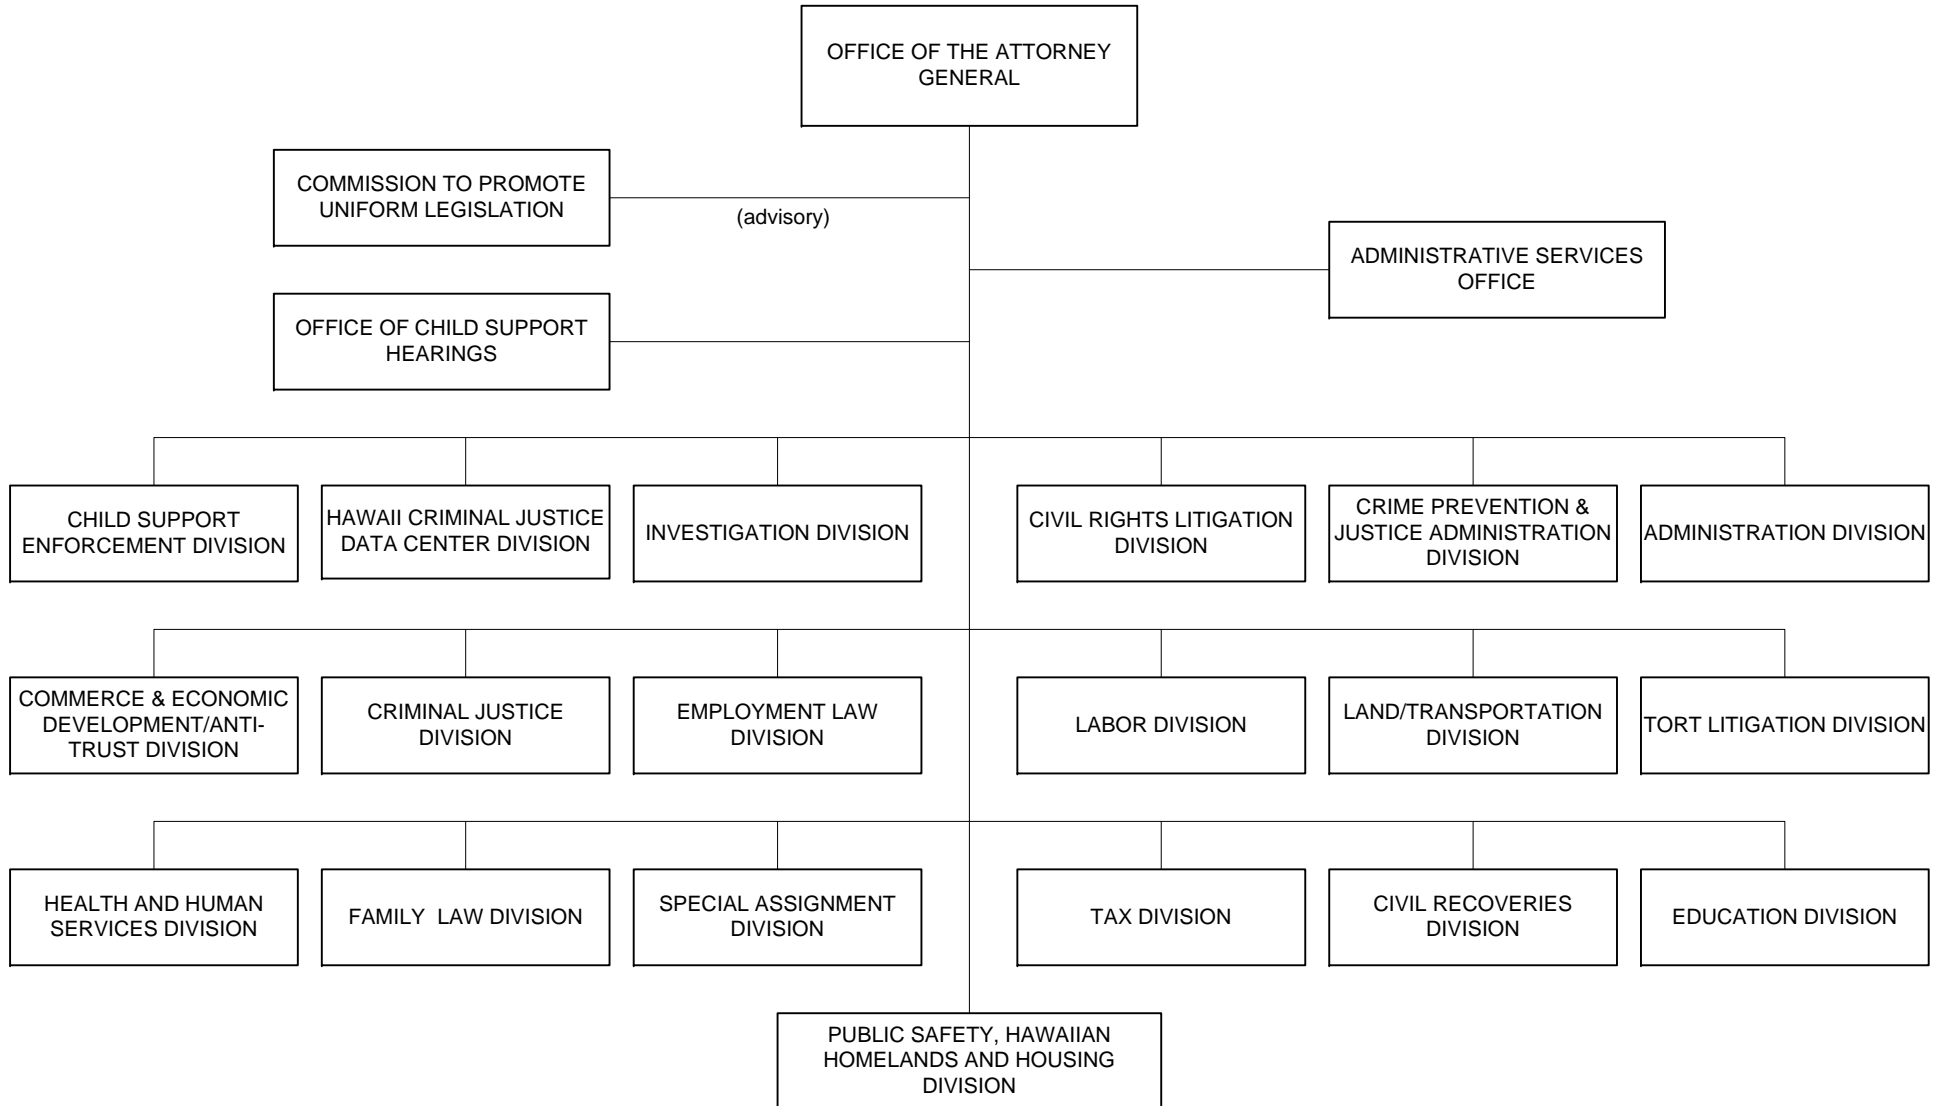 OFFICE OF THE ATTORNEY
GENERAL
COMMISSION TO PROMOTE
UNIFORM LEGISLATION
(advisory)
ADMINISTRATIVE SERVICES
OFFICE
OFFICE OF CHILD SUPPORT
HEARINGS
CHILD SUPPORT
ENFORCEMENT DIVISION
HAWAII CRIMINAL JUSTICE
DATA CENTER DIVISION
INVESTIGATION DIVISION
CIVIL RIGHTS LITIGATION
DIVISION
CRIME PREVENTION &
JUSTICE ADMINISTRATION
DIVISION
ADMINISTRATION DIVISION
COMMERCE & ECONOMIC
DEVELOPMENT/ANTI-
TRUST DIVISION
CRIMINAL JUSTICE
DIVISION
EMPLOYMENT LAW
DIVISION
LABOR DIVISION
LAND/TRANSPORTATION
DIVISION
TORT LITIGATION DIVISION
HEALTH AND HUMAN
SERVICES DIVISION
FAMILY  LAW DIVISION
SPECIAL ASSIGNMENT
DIVISION
TAX DIVISION
CIVIL RECOVERIES
DIVISION
EDUCATION DIVISION
PUBLIC SAFETY, HAWAIIAN
HOMELANDS AND HOUSING
DIVISION